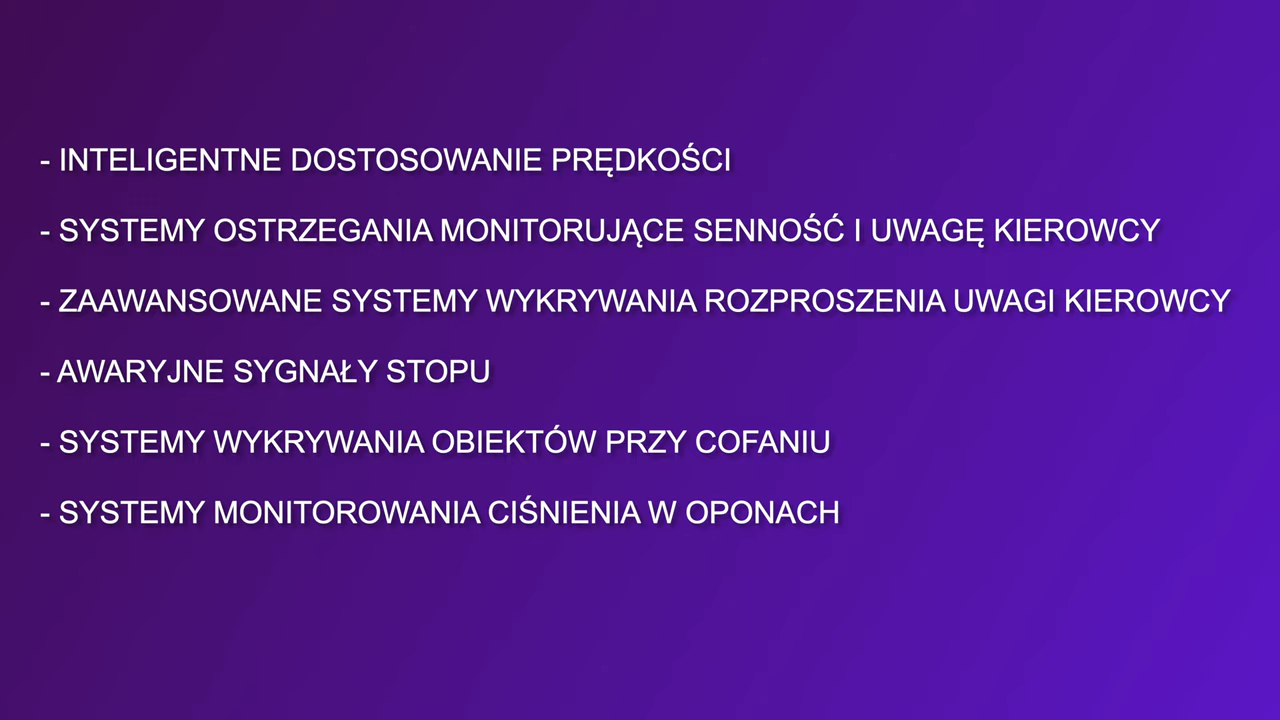 - INTELIGENTNE DOSTOSOWANIE PRĘDKOŚCI
- SYSTEMY OSTRZEGANIA MONITORUJĄCE SENNOŚĆ I UWAGĘ KIEROWCY
- ZAAWANSOWANE SYSTEMY WYKRYWANIA ROZPROSZENIA UWAGI KIEROWCY
- AWARYJNE SYGNAŁY STOPU
- SYSTEMY WYKRYWANIA OBIEKTÓW PRZY COFANIU
- SYSTEMY MONITOROWANIA CIŚNIENIA W OPONACH